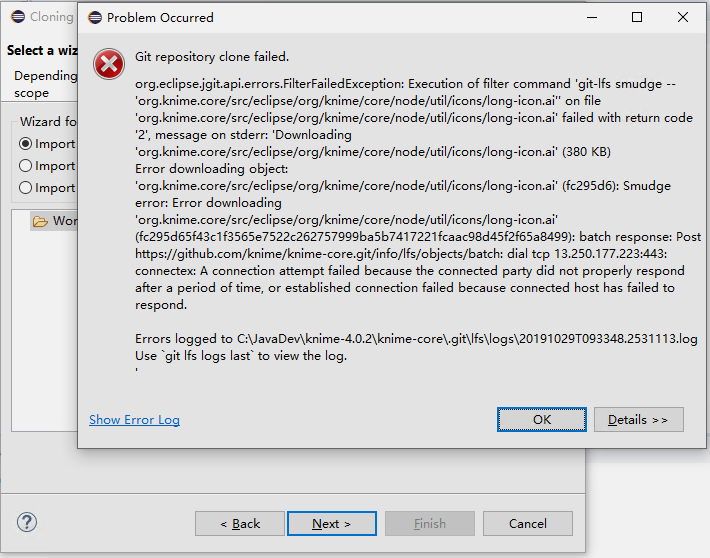 Cloning
Problem Occurred
Select a wiz
Depending
scope
Wizard fo
Import
Import
Import
Wor
Git repository clone failed.
org.eclipse.jgit.api.errors.FilterFailedException: Execution of filter command 'git-lfs smudge --
'org.knime.core/src/eclipse/org/knime/core/node/util/icons/long-icon.ai'' on file
'org.knime.core/src/eclipse/org/knime/core/node/util/icons/long-icon.ai' failed with return code
'2', message on stderr: 'Downloading
'org.knime.core/src/eclipse/org/knime/core/node/util/icons/long-icon.ai' (380 KB)
Error downloading object:
'org.knime.core/src/eclipse/org/knime/core/node/util/icons/long-icon.ai' (fc295d6): Smudge
error: Error downloading
'org.knime.core/src/eclipse/org/knime/core/node/util/icons/long-icon.ai'
(fc295d65f43c1f3565e7522c262757999ba5b7417221fcaac98d45f2f65a8499): batch response: Post
https://github.com/knime/knime-core.git/info/lfs/objects/batch: dial tcp 13.250.177.223:443:
connectex: A connection attempt failed because the connected party did not properly respond
after a period of time, or established connection failed because connected host has failed to
respond.
Errors logged to C:\JavaDev\knime-4.0.2\knime-core\.git\lfs\logs\20191029T093348.2531113.log
Use `git lfs logs last` to view the log.
'
Show Error Log
OK
Details >>
?
< Back
Next >
Finish
Cancel